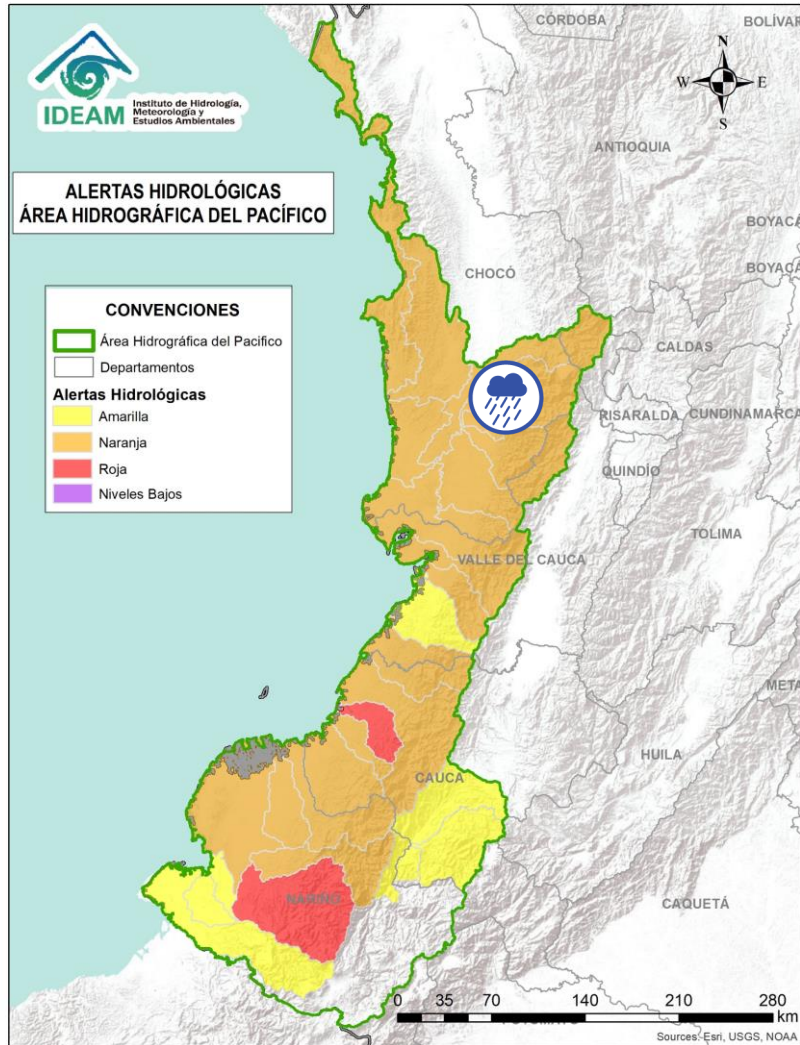 IDEAM
Instituto de Hidrología,
Meteorología y
Estudios Ambientales
ALERTAS HIDROLÓGICAS
ÁREA HIDROGRÁFICA DEL PACÍFICO
CONVENCIONES
Área Hidrográfica del Pacifico
Departamentos
Alertas Hidrológicas
Amarilla
Naranja
Roja
Niveles Bajos
N
W E
S
CÓRDOBA
BOLÍVAR
ANTIOQUIA
BOYACÁ
BOYACÁ
CHOCÓ
CALDAS
RISARALDA
CUNDINAMARCA
QUINDÍO
TOLIMA
VALLE DEL CAUCA
META
HUILA
CAUCA
NARIÑO
CAQUETÁ
0 35 70 140 210 280
km
Sources: Esri, USGS, NOAA